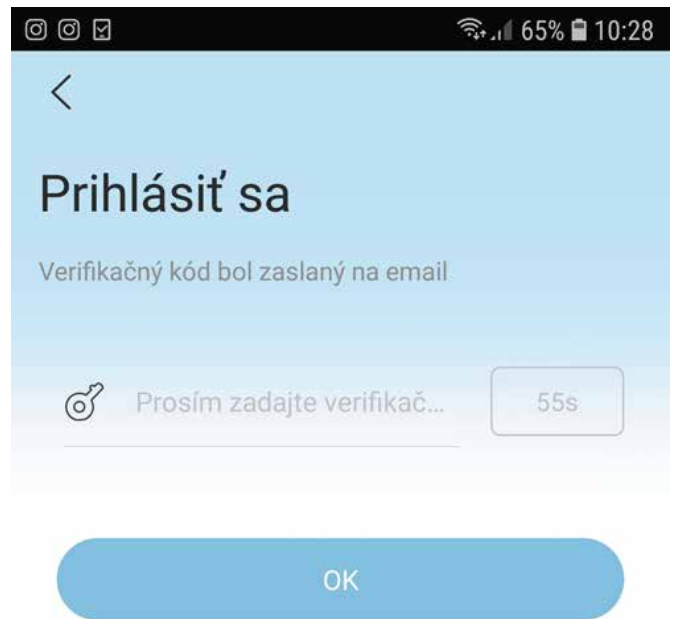 65% 10:28
Prihlásiť sa
Verifikačný kód bol zaslaný na email
Prosím zadajte verifikač... 55s
OK